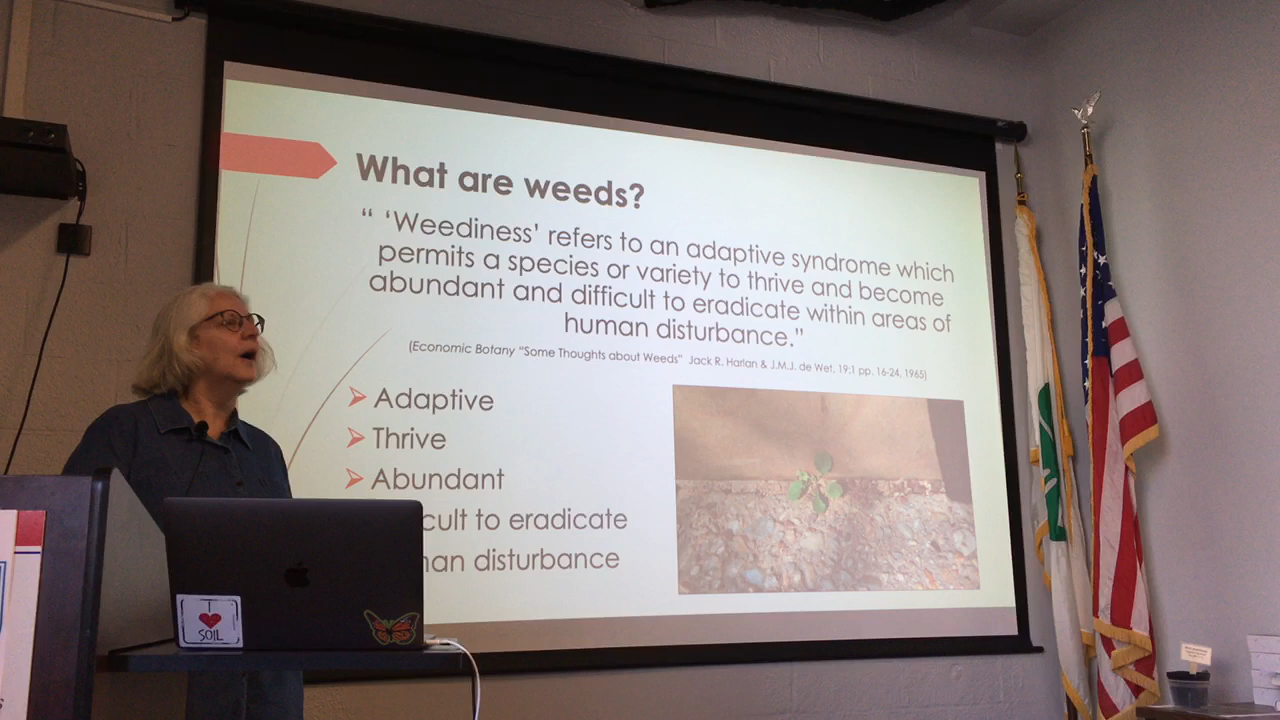 What are weeds?
“ ‘Weediness’ refers to an adaptive syndrome which
permits a species or variety to thrive and become
abundant and difficult to eradicate within areas of
human disturbance.”
(Economic Botany “Some Thoughts about Weeds” Jack R. Harlan & J.M.J. de Wet, 19:1 pp. 16-24, 1965)
Adaptive
Thrive
Abundant
cult to eradicate
an disturbance
I
SOIL